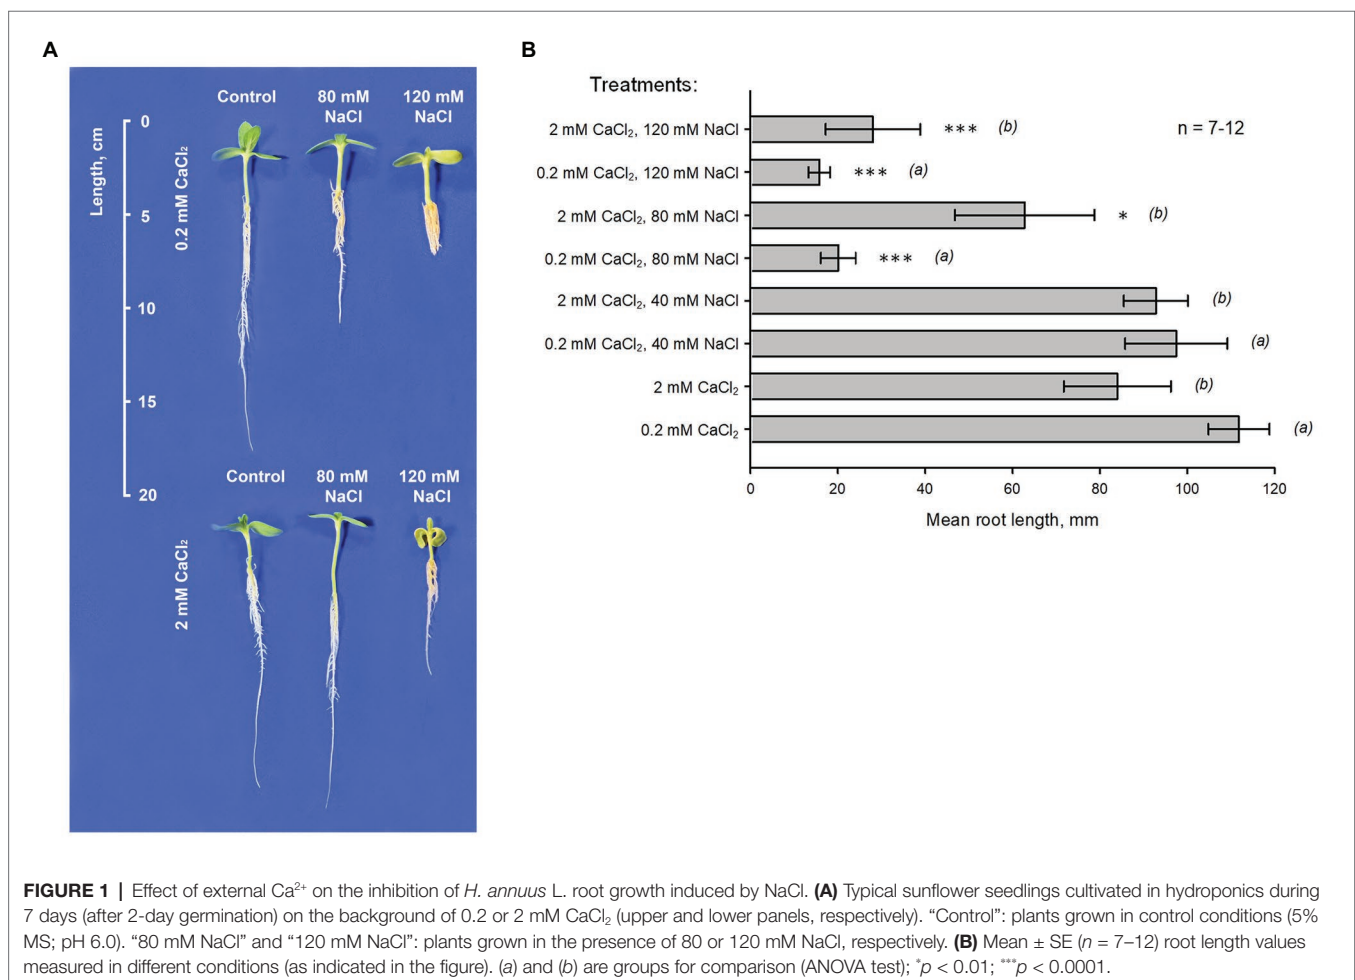 A
Control
80 mM
NaCl
120 mM
NaCl
Length, cm
0.2 mM CaCl₂
0
5
10
15
20
Control
80 mM
NaCl
120 mM
NaCl
2 mM CaCl₂
B
Treatments:
2 mM CaCl₂, 120 mM NaCl *** (b)
n = 7-12
0.2 mM CaCl₂, 120 mM NaCl *** (a)
2 mM CaCl₂, 80 mM NaCl * (b)
0.2 mM CaCl₂, 80 mM NaCl *** (a)
2 mM CaCl₂, 40 mM NaCl (b)
0.2 mM CaCl₂, 40 mM NaCl (a)
2 mM CaCl₂ (b)
0.2 mM CaCl₂ (a)
0 20 40 60 80 100 120
Mean root length, mm
FIGURE 1 | Effect of external Ca²⁺ on the inhibition of H. annuus L. root growth induced by NaCl. (A) Typical sunflower seedlings cultivated in hydroponics during
7 days (after 2-day germination) on the background of 0.2 or 2 mM CaCl₂ (upper and lower panels, respectively). “Control”: plants grown in control conditions (5%
MS; pH 6.0). “80 mM NaCl” and “120 mM NaCl”: plants grown in the presence of 80 or 120 mM NaCl, respectively. (B) Mean ± SE (n = 7–12) root length values
measured in different conditions (as indicated in the figure). (a) and (b) are groups for comparison (ANOVA test); *p < 0.01; ***p < 0.0001.